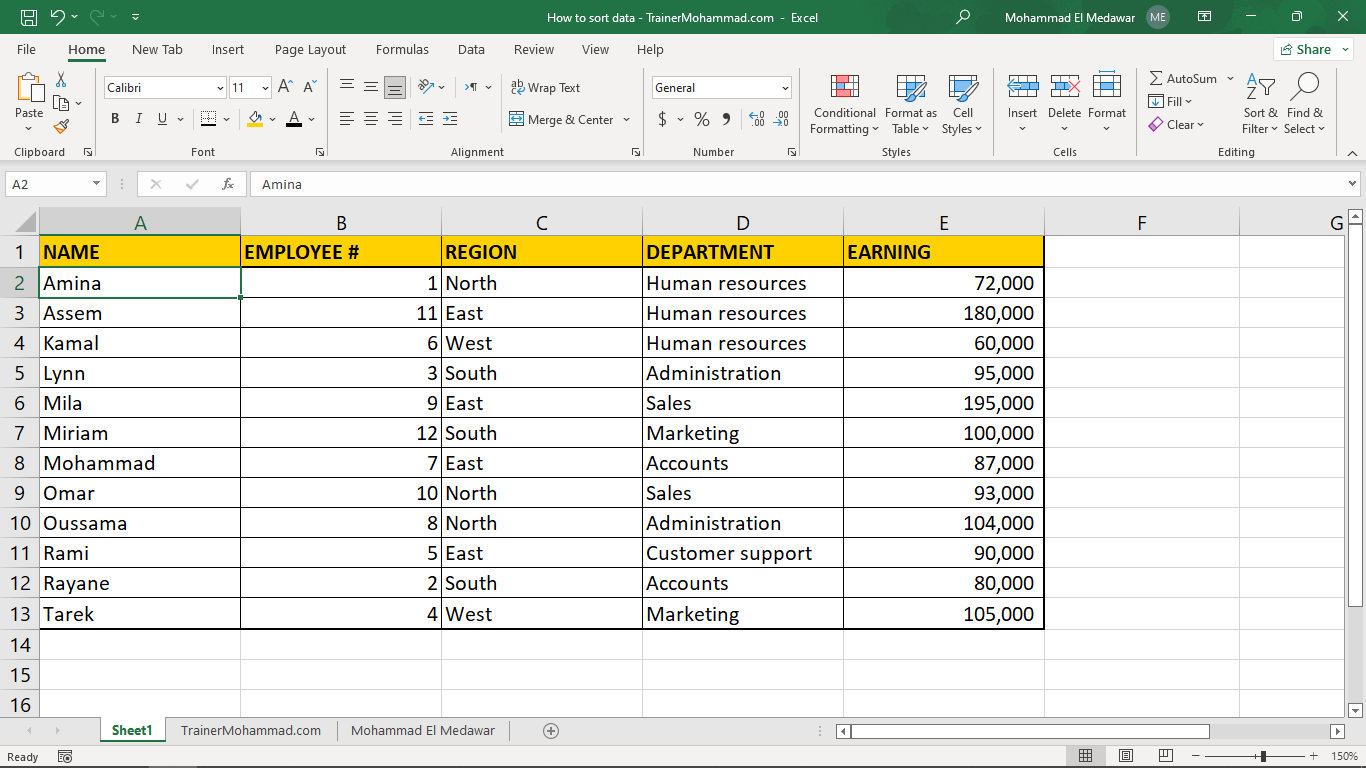 How to sort data - TrainerMohammad.com - Excel
Mohammad El Medawar ME
File Home New Tab Insert Page Layout Formulas Data Review View Help Share
Paste
Calibri 11
B I U A
Wrap Text
Merge & Center
General
$ %
Conditional Formatting
Format as Table
Cell Styles
Insert Delete Format
AutoSum
Fill
Clear
Sort & Filter
Find & Select
Clipboard Font Alignment Number Styles Cells Editing
A2 fx Amina
A B C D E F G
1 NAME EMPLOYEE # REGION DEPARTMENT EARNING
2 Amina 1 North Human resources 72,000
3 Assem 11 East Human resources 180,000
4 Kamal 6 West Human resources 60,000
5 Lynn 3 South Administration 95,000
6 Mila 9 East Sales 195,000
7 Miriam 12 South Marketing 100,000
8 Mohammad 7 East Accounts 87,000
9 Omar 10 North Sales 93,000
10 Oussama 8 North Administration 104,000
11 Rami 5 East Customer support 90,000
12 Rayane 2 South Accounts 80,000
13 Tarek 4 West Marketing 105,000
14
15
16
Sheet1 TrainerMohammad.com Mohammad El Medawar
Ready 150%